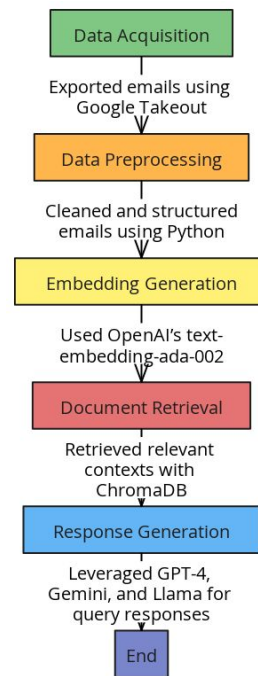 Data Acquisition
Exported emails using
Google Takeout
Data Preprocessing
Cleaned and structured
emails using Python
Embedding Generation
Used OpenAI's text-
embedding-ada-002
Document Retrieval
Retrieved relevant
contexts with
ChromaDB
Response Generation
Leveraged GPT-4,
Gemini, and Llama for
query responses
End